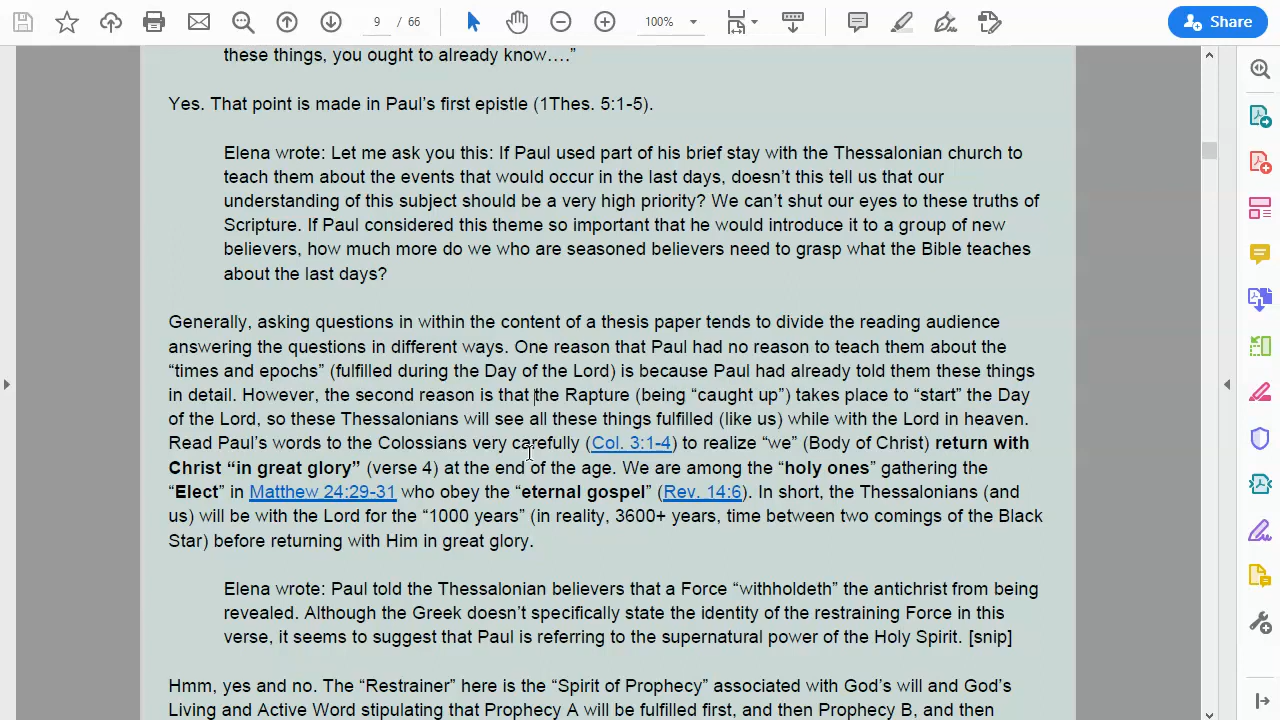 9 / 66
100%
Share
these things, you ought to already know….”
Yes. That point is made in Paul’s first epistle (1Thes. 5:1-5).
Elena wrote: Let me ask you this: If Paul used part of his brief stay with the Thessalonian church to
teach them about the events that would occur in the last days, doesn’t this tell us that our
understanding of this subject should be a very high priority? We can’t shut our eyes to these truths of
Scripture. If Paul considered this theme so important that he would introduce it to a group of new
believers, how much more do we who are seasoned believers need to grasp what the Bible teaches
about the last days?
Generally, asking questions in within the content of a thesis paper tends to divide the reading audience
answering the questions in different ways. One reason that Paul had no reason to teach them about the
“times and epochs” (fulfilled during the Day of the Lord) is because Paul had already told them these things
in detail. However, the second reason is that the Rapture (being “caught up”) takes place to “start” the Day
of the Lord, so these Thessalonians will see all these things fulfilled (like us) while with the Lord in heaven.
Read Paul’s words to the Colossians very carefully (Col. 3:1-4) to realize “we” (Body of Christ) return with
Christ “in great glory” (verse 4) at the end of the age. We are among the “holy ones” gathering the
“Elect” in Matthew 24:29-31 who obey the “eternal gospel” (Rev. 14:6). In short, the Thessalonians (and
us) will be with the Lord for the “1000 years” (in reality, 3600+ years, time between two comings of the Black
Star) before returning with Him in great glory.
Elena wrote: Paul told the Thessalonian believers that a Force “withholdeth” the antichrist from being
revealed. Although the Greek doesn’t specifically state the identity of the restraining Force in this
verse, it seems to suggest that Paul is referring to the supernatural power of the Holy Spirit. [snip]
Hmm, yes and no. The “Restrainer” here is the “Spirit of Prophecy” associated with God’s will and God’s
Living and Active Word stipulating that Prophecy A will be fulfilled first, and then Prophecy B, and then